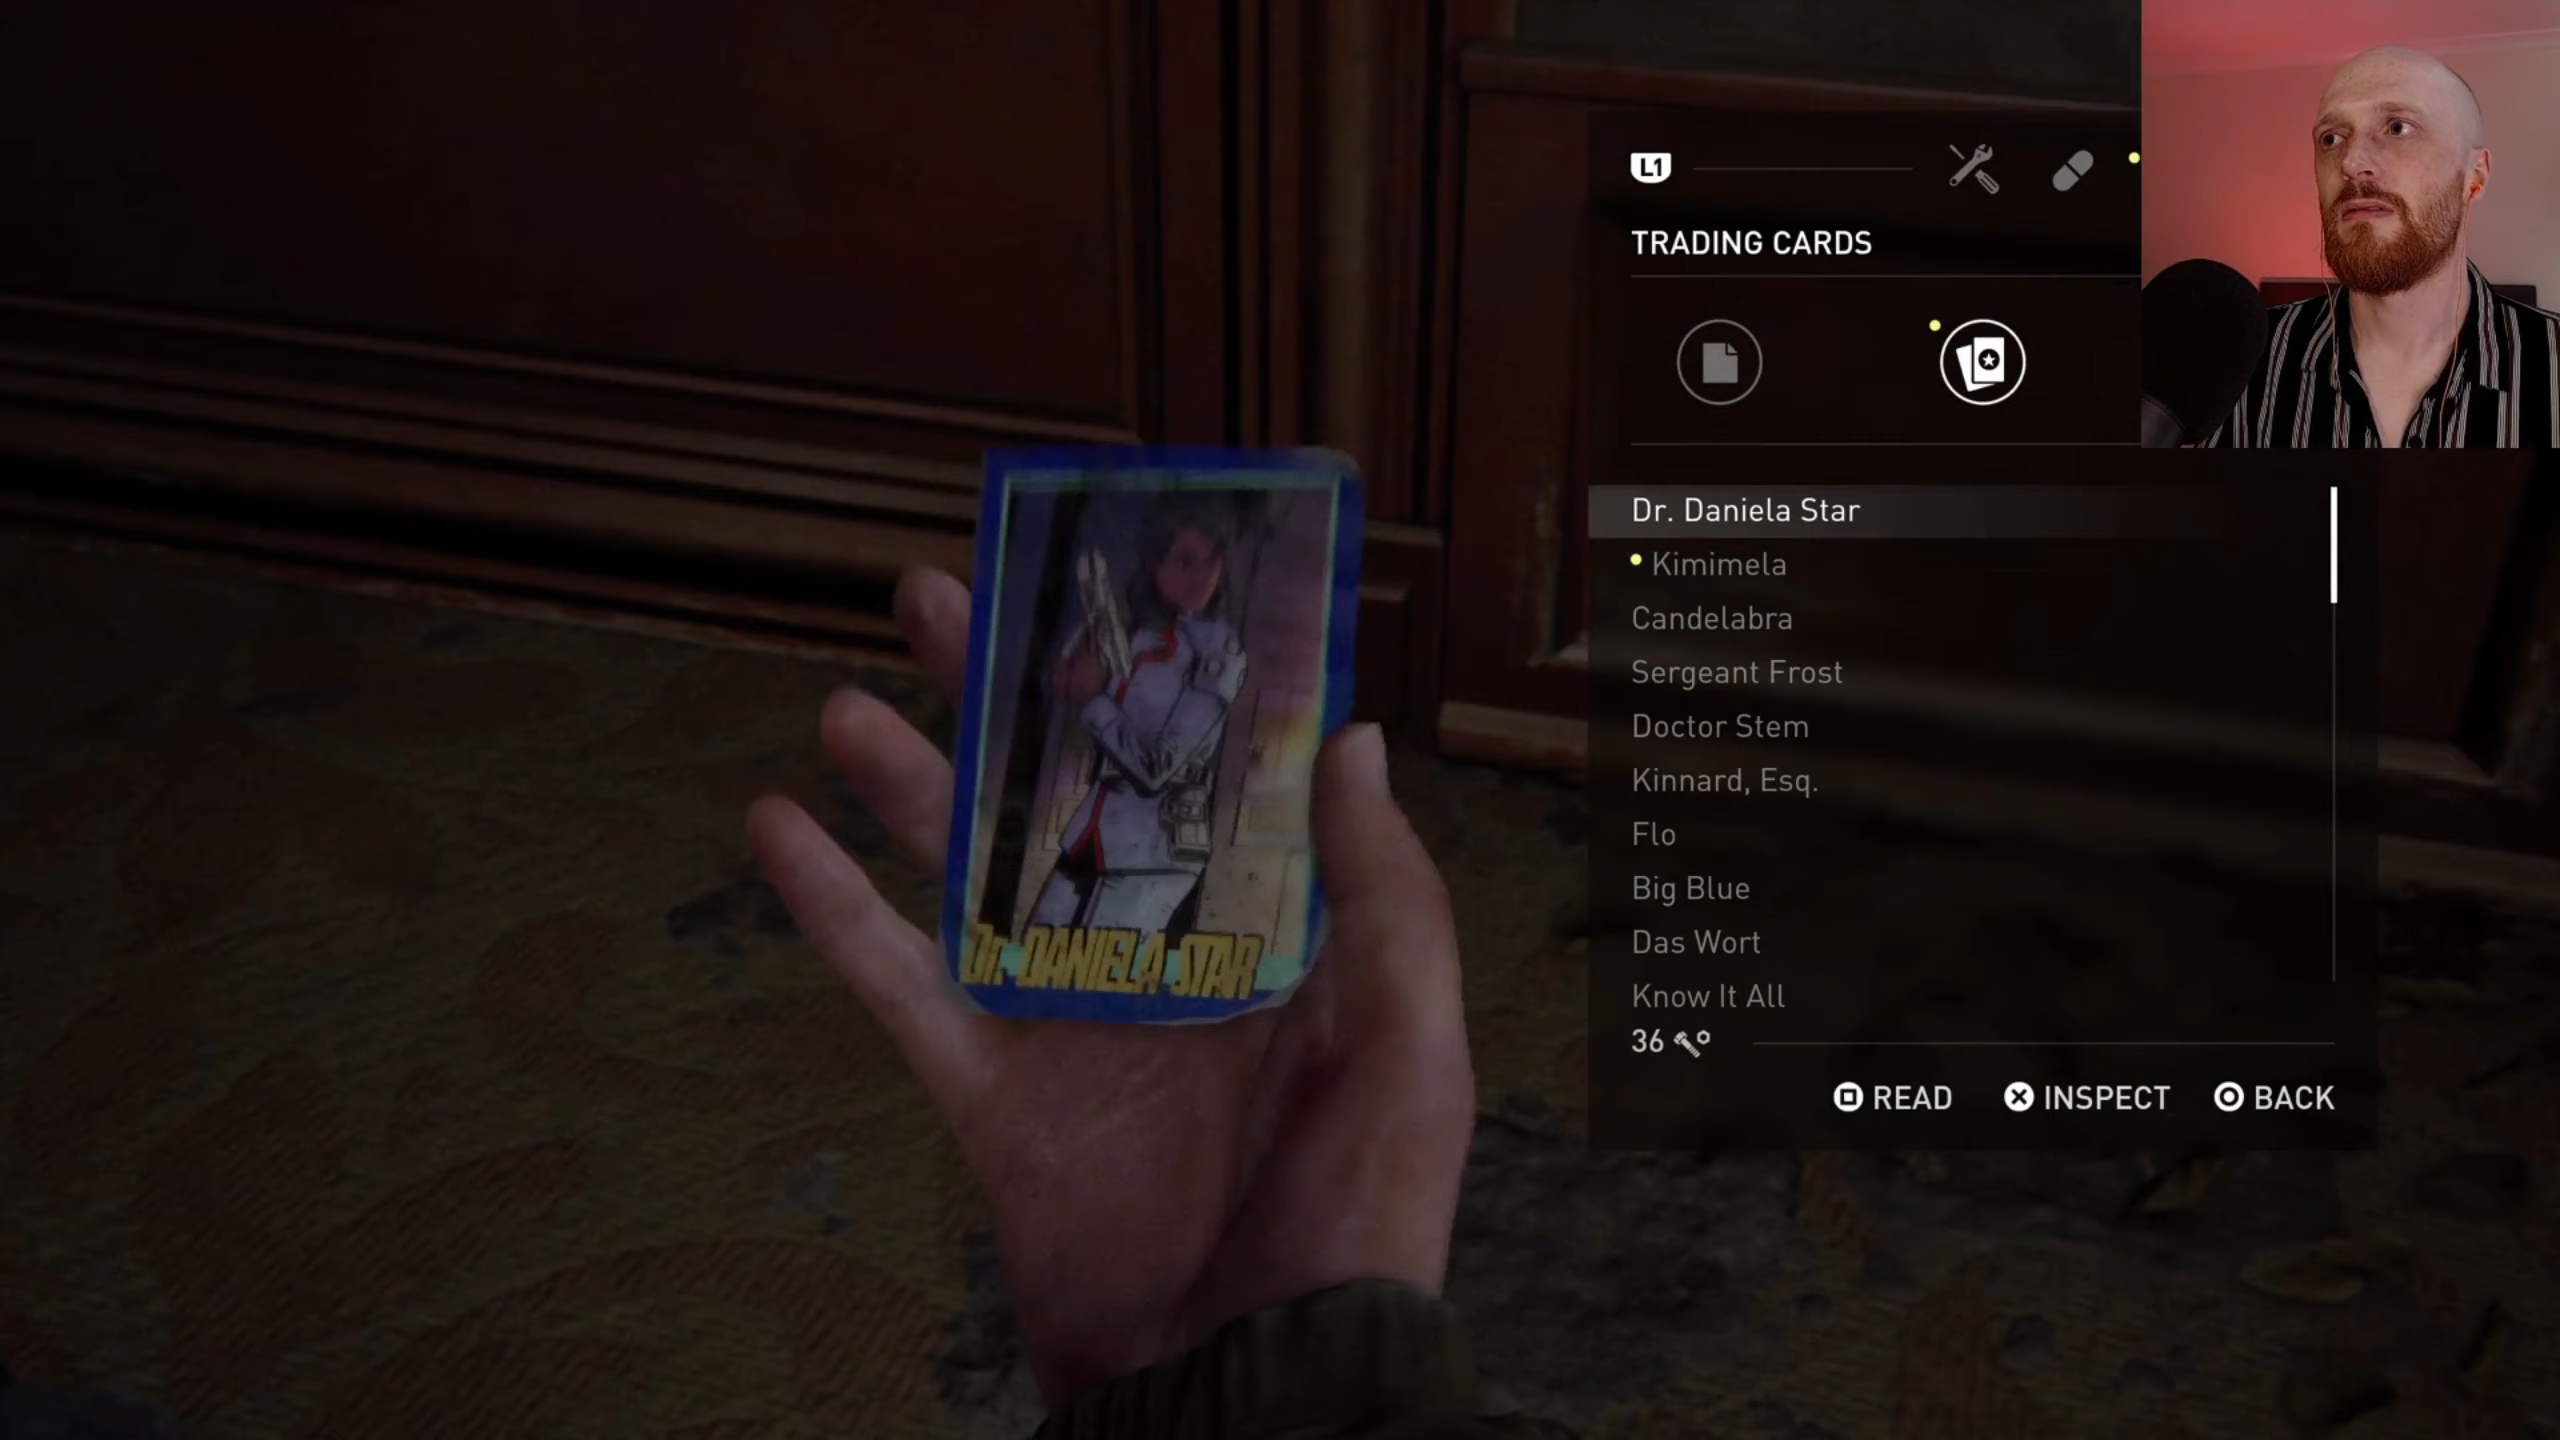 L1
TRADING CARDS
Dr. Daniela Star
Kimimela
Candelabra
Sergeant Frost
Doctor Stem
Kinnard, Esq.
Flo
Big Blue
Das Wort
Know It All
36
READ INSPECT BACK
Dr. DANIELA STAR